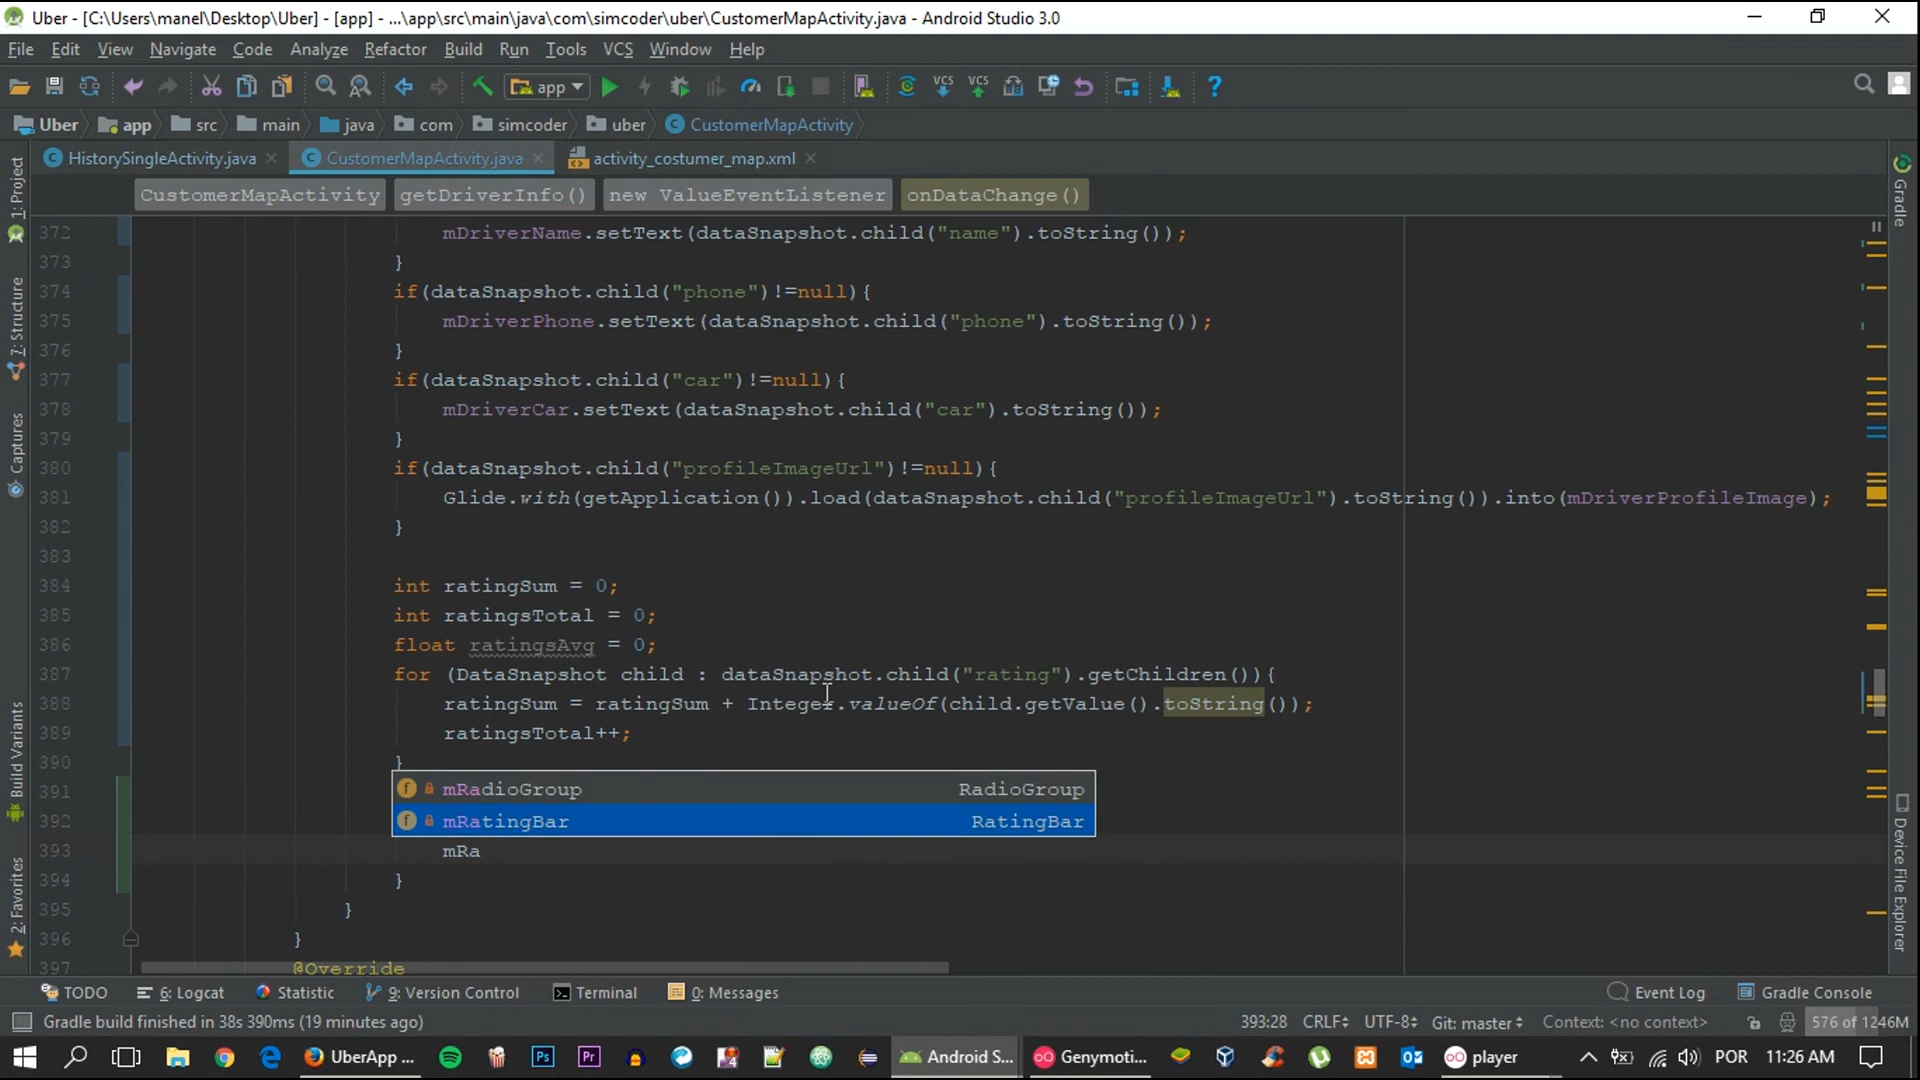 Uber - [C:\Users\manel\Desktop\Uber] - [app] - ...\app\src\main\java\com\simcoder\uber\CustomerMapActivity.java - Android Studio 3.0
File Edit View Navigate Code Analyze Refactor Build Run Tools VCS Window Help
app VCS VCS ?
Uber app src main java com simcoder uber CustomerMapActivity
HistorySingleActivity.java CustomerMapActivity.java activity_costumer_map.xml
CustomerMapActivity getDriverInfo() new ValueEventListener onDataChange()
1: Project
7: Structure
Captures
Build Variants
2: Favorites
372 mDriverName.setText(dataSnapshot.child("name").toString());
373 }
374 if(dataSnapshot.child("phone")!=null){
375 mDriverPhone.setText(dataSnapshot.child("phone").toString());
376 }
377 if(dataSnapshot.child("car")!=null){
378 mDriverCar.setText(dataSnapshot.child("car").toString());
379 }
380 if(dataSnapshot.child("profileImageUrl")!=null){
381 Glide.with(getApplication()).load(dataSnapshot.child("profileImageUrl").toString()).into(mDriverProfileImage);
382 }
383
384 int ratingSum = 0;
385 int ratingsTotal = 0;
386 float ratingsAvg = 0;
387 for (DataSnapshot child : dataSnapshot.child("rating").getChildren()){
388 ratingSum = ratingSum + Integer.valueOf(child.getValue().toString());
389 ratingsTotal++;
390 }
391 mRadioGroup RadioGroup
392 mRatingBar RatingBar
393 mRa
394 }
395 }
396 }
397 @Override
Gradle
Device File Explorer
TODO 6: Logcat Statistic 9: Version Control Terminal 0: Messages Event Log Gradle Console
Gradle build finished in 38s 390ms (19 minutes ago) 393:28 CRLF UTF-8 Git: master Context: <no context> 576 of 1246M
UberApp ... Ps Pr Android S... Genymoti... player POR 11:26 AM